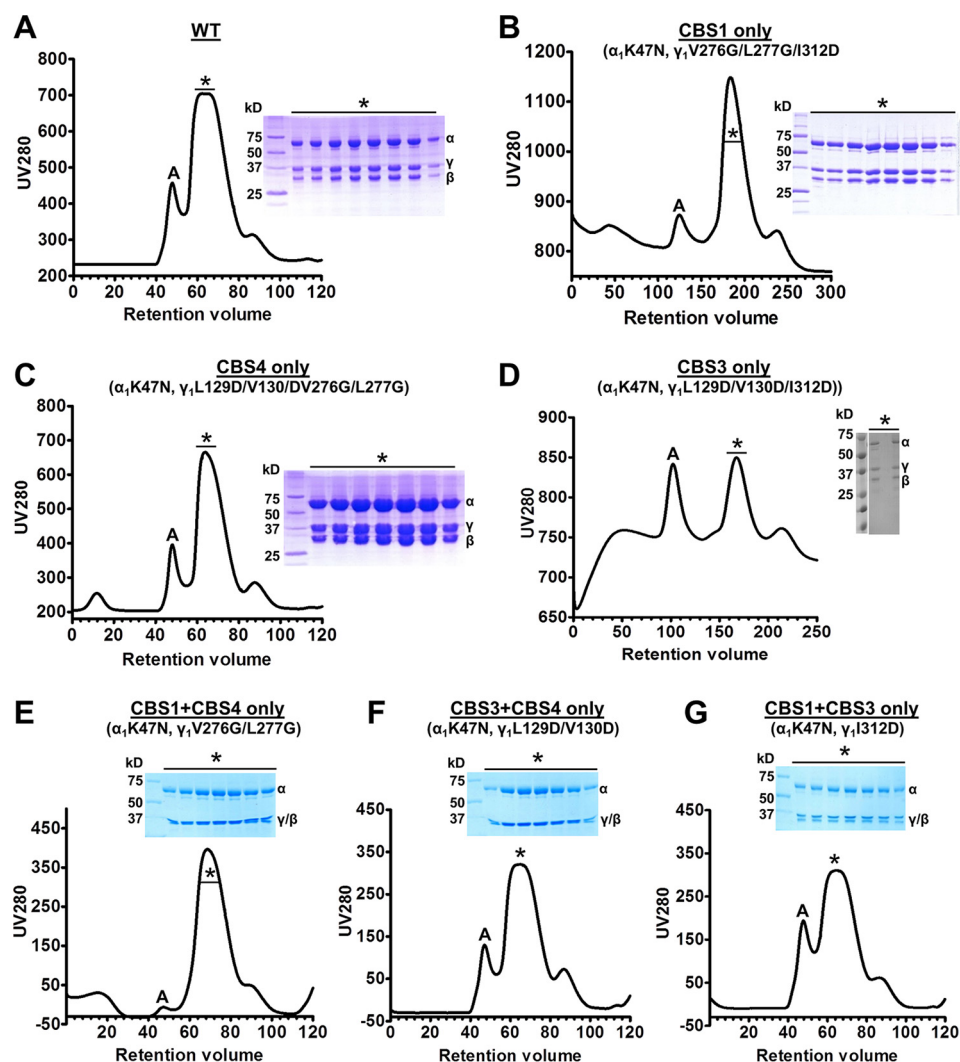 A
WT
800
700
600
500
400
300
200
UV280
0 20 40 60 80 100 120
Retention volume
A
*
kD
*
75
50
37
25
α
γ
β
B
CBS1 only
(α₁K47N, γ₁V276G/L277G/I312D
1200
1100
1000
900
800
UV280
0 50 100 150 200 250 300
Retention volume
A
*
kD
*
75
50
37
25
α
γ
β
C
CBS4 only
(α₁K47N, γ₁L129D/V130/DV276G/L277G)
800
700
600
500
400
300
200
UV280
0 20 40 60 80 100 120
Retention volume
A
*
kD
*
75
50
37
25
α
γ
β
D
CBS3 only
(α₁K47N, γ₁L129D/V130D/I312D))
900
850
800
750
700
650
UV280
0 50 100 150 200 250
Retention volume
A
*
kD
*
75
50
37
25
α
γ
β
E
CBS1+CBS4 only
(α₁K47N, γ₁V276G/L277G)
kD
*
75
50
37
α
γ/β
450
350
250
150
50
-50
UV280
A
*
0 20 40 60 80 100 120
Retention volume
F
CBS3+CBS4 only
(α₁K47N, γ₁L129D/V130D)
kD
*
75
50
37
α
γ/β
450
350
250
150
50
-50
UV280
A
*
0 20 40 60 80 100 120
Retention volume
G
CBS1+CBS3 only
(α₁K47N, γ₁I312D)
kD
*
75
50
37
α
γ/β
450
350
250
150
50
-50
UV280
A
*
0 20 40 60 80 100 120
Retention volume